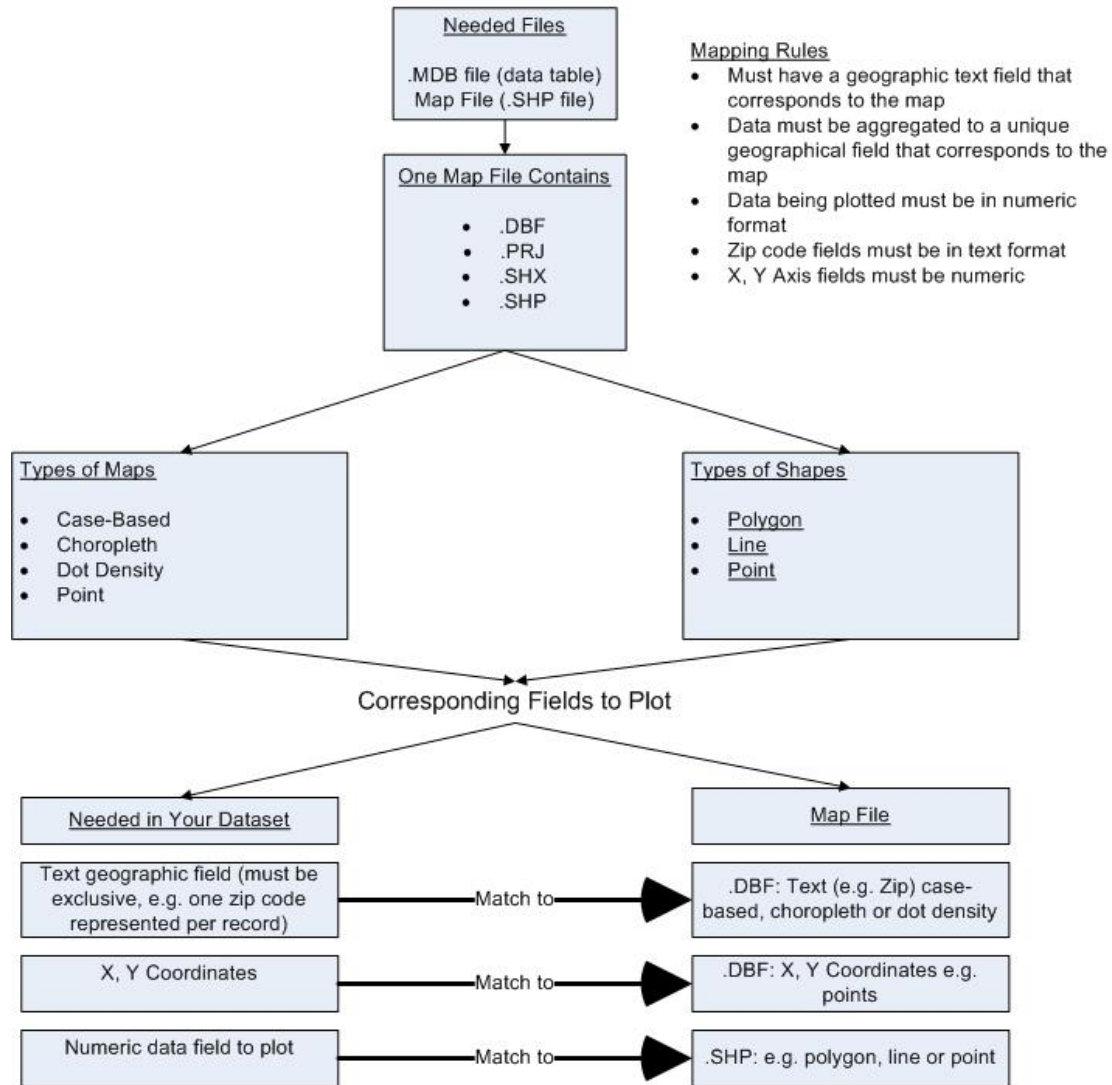 Needed Files
.MDB file (data table)
Map File (.SHP file)
Mapping Rules
• Must have a geographic text field that
corresponds to the map
• Data must be aggregated to a unique
geographical field that corresponds to the
map
• Data being plotted must be in numeric
format
• Zip code fields must be in text format
• X, Y Axis fields must be numeric
One Map File Contains
• .DBF
• .PRJ
• .SHX
• .SHP
Types of Maps
• Case-Based
• Choropleth
• Dot Density
• Point
Types of Shapes
• Polygon
• Line
• Point
Corresponding Fields to Plot
Needed in Your Dataset
Map File
Text geographic field (must be
exclusive, e.g. one zip code
represented per record)
Match to
.DBF: Text (e.g. Zip) case-
based, choropleth or dot density
X, Y Coordinates
Match to
.DBF: X, Y Coordinates e.g.
points
Numeric data field to plot
Match to
.SHP: e.g. polygon, line or point